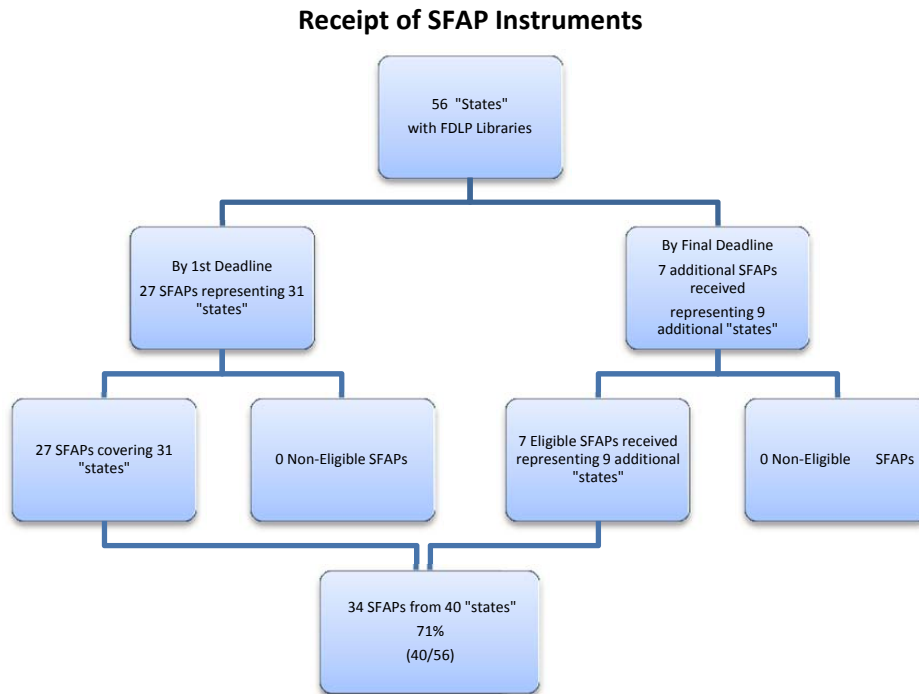 Receipt of SFAP Instruments
56 "States"
with FDLP Libraries
By 1st Deadline
27 SFAPs representing 31
"states"
By Final Deadline
7 additional SFAPs
received
representing 9
additional "states"
27 SFAPs covering 31
"states"
0 Non-Eligible SFAPs
7 Eligible SFAPs received
representing 9 additional
"states"
0 Non-Eligible SFAPs
34 SFAPs from 40 "states"
71%
(40/56)